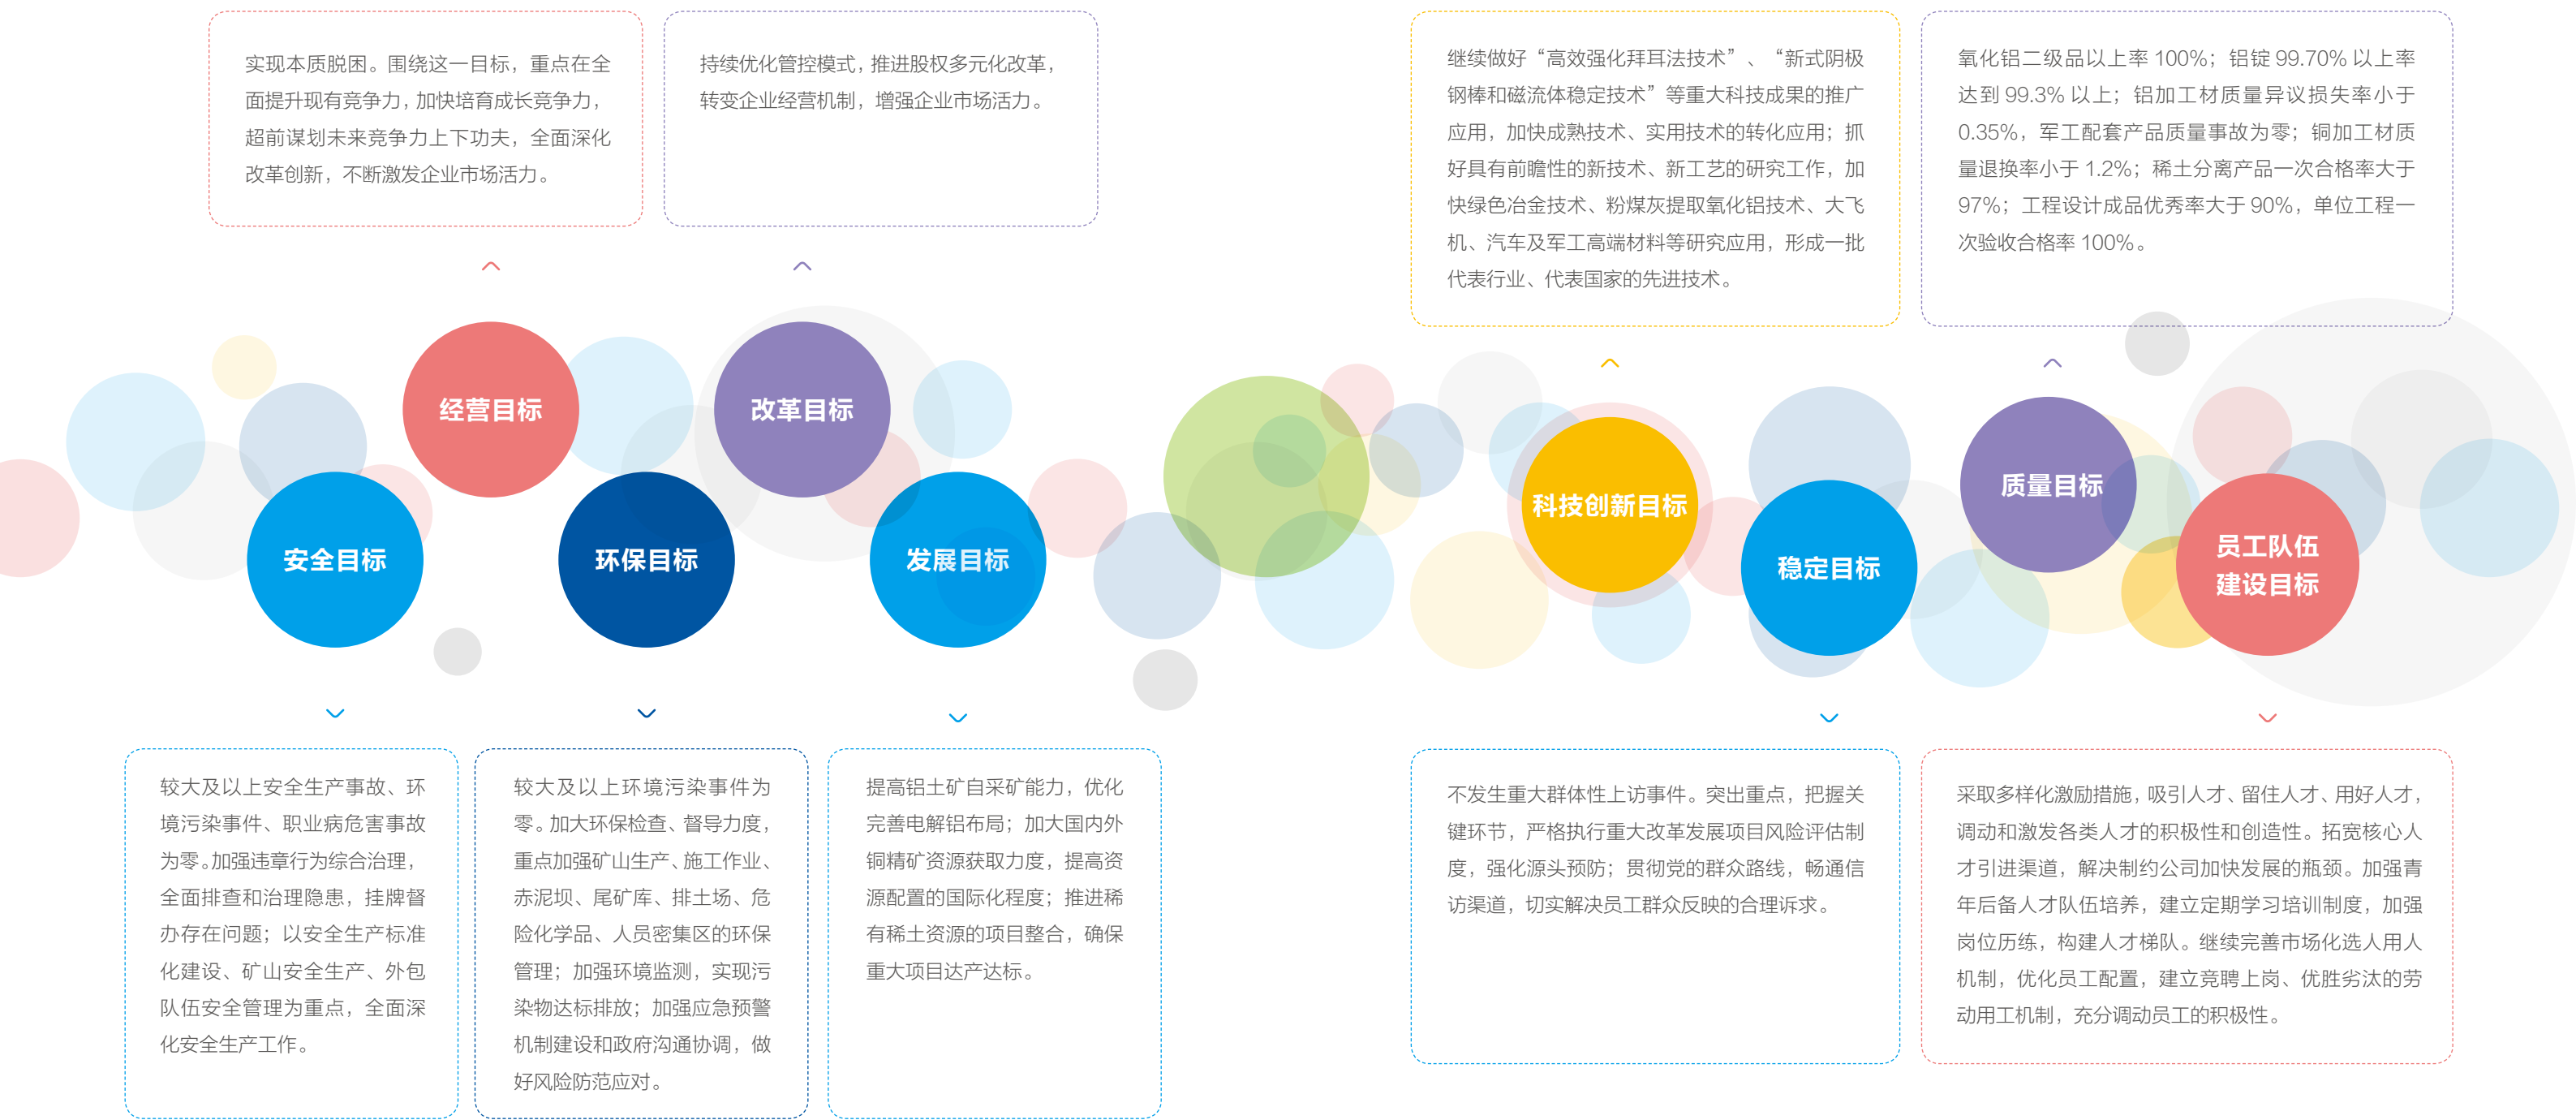 实现本质脱困。围绕这一目标，重点在全
面提升现有竞争力，加快培育成长竞争力，
超前谋划未来竞争力上下功夫，全面深化
改革创新，不断激发企业市场活力。
持续优化管控模式，推进股权多元化改革，
转变企业经营机制，增强企业市场活力。
继续做好“高效强化拜耳法技术”、“新式阴极
钢棒和磁流体稳定技术”等重大科技成果的推广
应用，加快成熟技术、实用技术的转化应用；抓
好具有前瞻性的新技术、新工艺的研究工作，加
快绿色冶金技术、粉煤灰提取氧化铝技术、大飞
机、汽车及军工高端材料等研究应用，形成一批
代表行业、代表国家的先进技术。
氧化铝二级品以上率 100%；铝锭 99.70% 以上率
达到 99.3% 以上；铝加工材质量异议损失率小于
0.35%，军工配套产品质量事故为零；铜加工材质
量退换率小于 1.2%；稀土分离产品一次合格率大于
97%；工程设计成品优秀率大于 90%，单位工程一
次验收合格率 100%。
经营目标
改革目标
安全目标
环保目标
发展目标
科技创新目标
稳定目标
质量目标
员工队伍
建设目标
较大及以上安全生产事故、环
境污染事件、职业病危害事故
为零。加强违章行为综合治理，
全面排查和治理隐患，挂牌督
办存在问题；以安全生产标准
化建设、矿山安全生产、外包
队伍安全管理为重点，全面深
化安全生产工作。
较大及以上环境污染事件为
零。加大环保检查、督导力度，
重点加强矿山生产、施工作业、
赤泥坝、尾矿库、排土场、危
险化学品、人员密集区的环保
管理；加强环境监测，实现污
染物达标排放；加强应急预警
机制建设和政府沟通协调，做
好风险防范应对。
提高铝土矿自采矿能力，优化
完善电解铝布局；加大国内外
铜精矿资源获取力度，提高资
源配置的国际化程度；推进稀
有稀土资源的项目整合，确保
重大项目达产达标。
不发生重大群体性上访事件。突出重点，把握关
键环节，严格执行重大改革发展项目风险评估制
度，强化源头预防；贯彻党的群众路线，畅通信
访渠道，切实解决员工群众反映的合理诉求。
采取多样化激励措施，吸引人才、留住人才、用好人才，
调动和激发各类人才的积极性和创造性。拓宽核心人
才引进渠道，解决制约公司加快发展的瓶颈。加强青
年后备人才队伍培养，建立定期学习培训制度，加强
岗位历练，构建人才梯队。继续完善市场化选人用人
机制，优化员工配置，建立竞聘上岗、优胜劣汰的劳
动用工机制，充分调动员工的积极性。